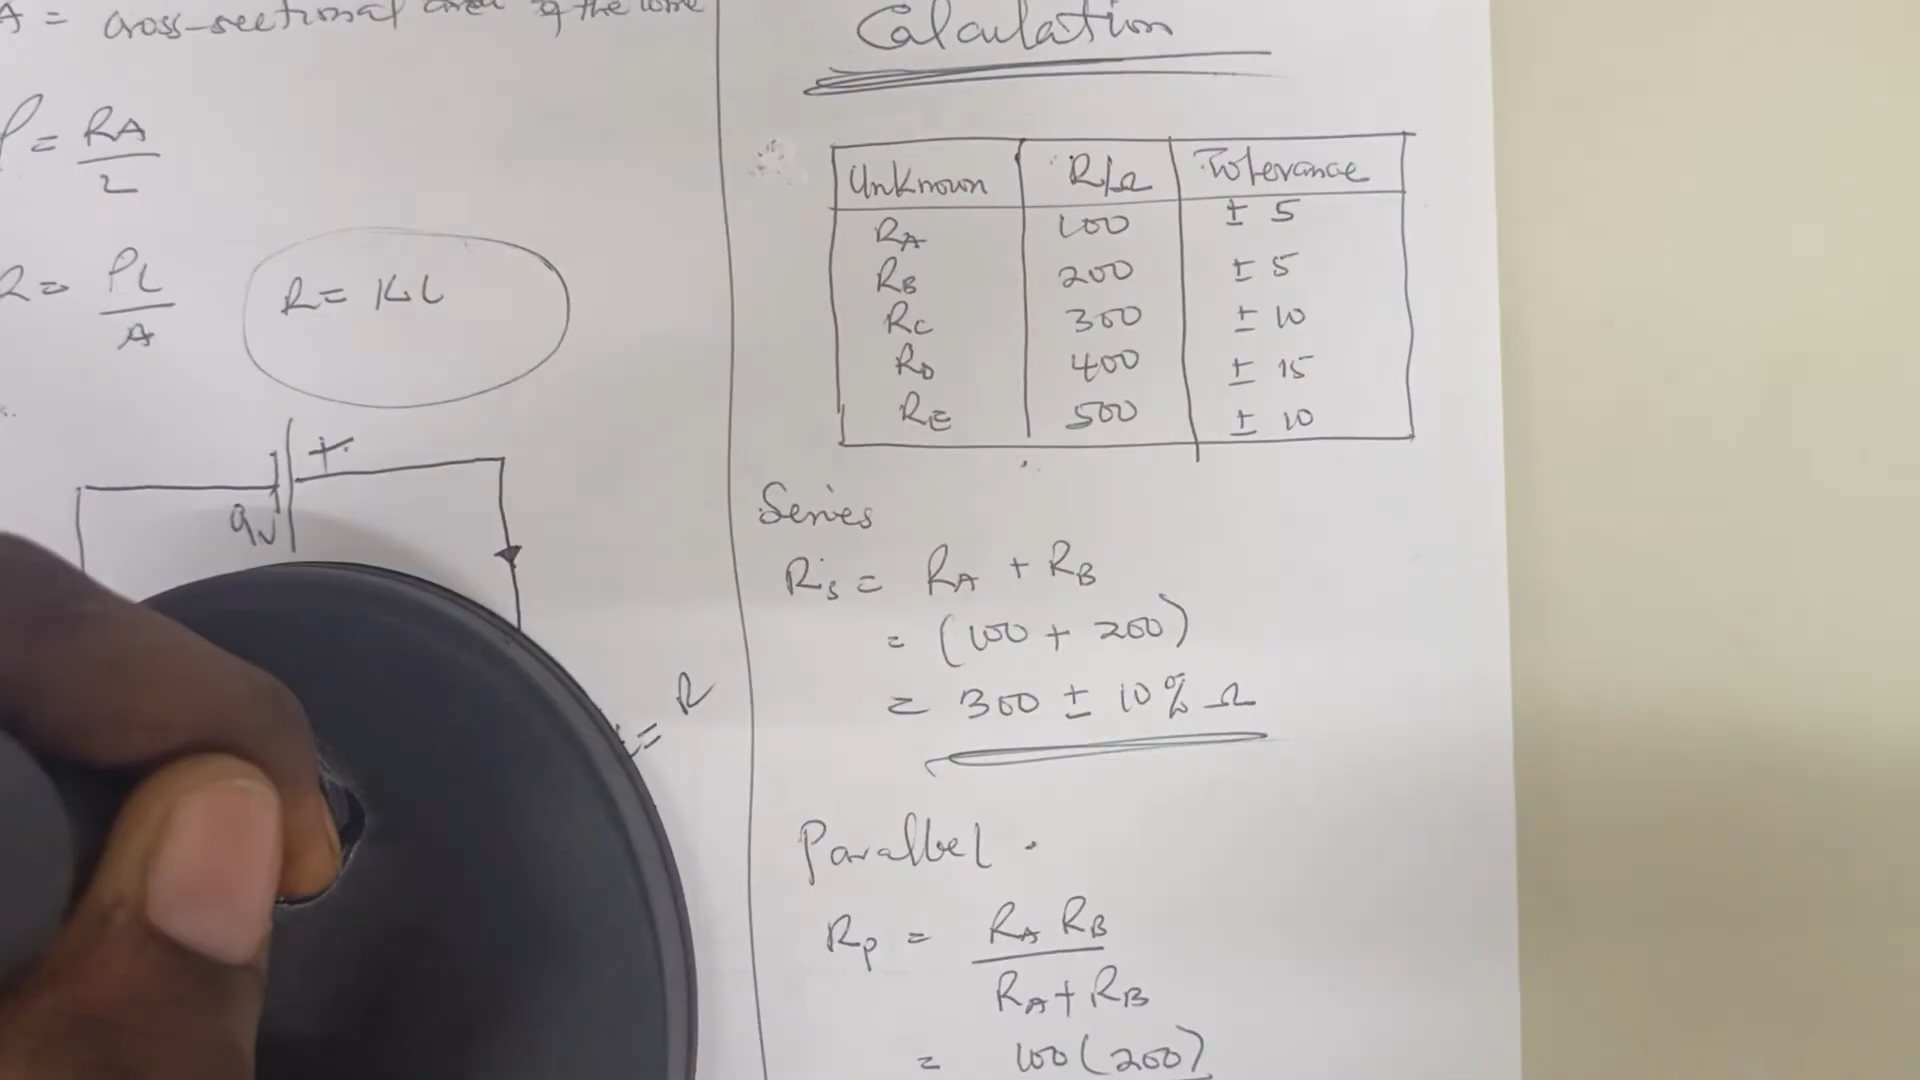 A = cross-sectional area of the wire
ρ = RA
L
R = ρL
A
R = KL
+
9v
= R
Calculation
Unknown R/Ω Tolerance
RA 100 ± 5
RB 200 ± 5
RC 300 ± 10
RD 400 ± 15
RE 500 ± 10
Series
Rs = RA + RB
= (100 + 200)
= 300 ± 10% Ω
Parallel.
Rp = RA RB
RA + RB
= 100(200)